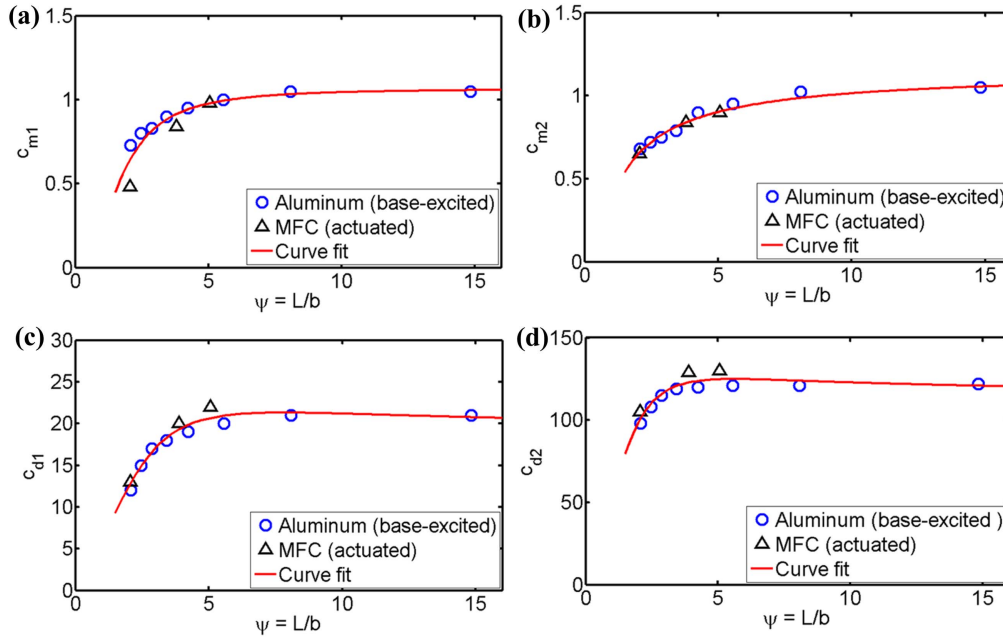 (a)
1.5
1
0.5
0
c_m1
0 5 10 15
ψ = L/b
Aluminum (base-excited)
MFC (actuated)
Curve fit
(b)
1.5
1
0.5
0
c_m2
0 5 10 15
ψ = L/b
Aluminum (base-excited)
MFC (actuated)
Curve fit
(c)
30
25
20
15
10
5
0
c_d1
0 5 10 15
ψ = L/b
Aluminum (base-excited)
MFC (actuated)
Curve fit
(d)
150
100
50
0
c_d2
0 5 10 15
ψ = L/b
Aluminum (base-excited )
MFC (actuated)
Curve fit